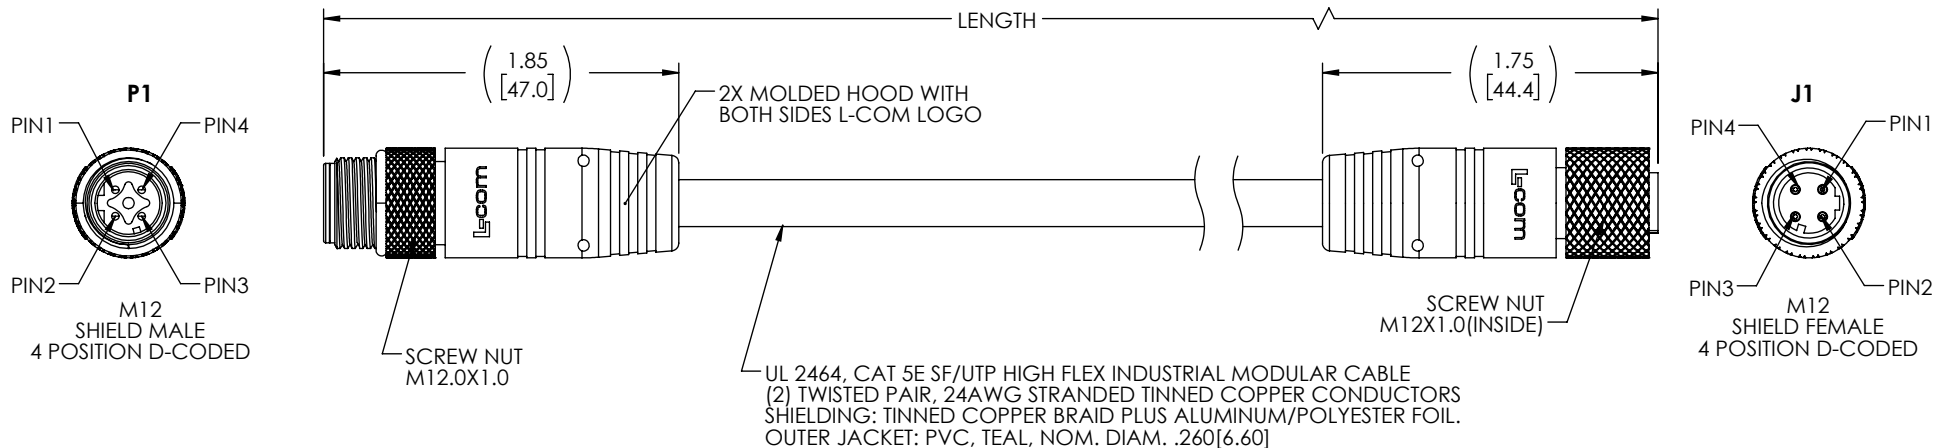 LENGTH
1.85
[47.0]
1.75
[44.4]
P1
PIN1
PIN4
PIN2
PIN3
M12
SHIELD MALE
4 POSITION D-CODED
2X MOLDED HOOD WITH
BOTH SIDES L-COM LOGO
L-com
L-com
J1
PIN4
PIN1
PIN3
PIN2
M12
SHIELD FEMALE
4 POSITION D-CODED
SCREW NUT
M12.0X1.0
SCREW NUT
M12X1.0(INSIDE)
UL 2464, CAT 5E SF/UTP HIGH FLEX INDUSTRIAL MODULAR CABLE
(2) TWISTED PAIR, 24AWG STRANDED TINNED COPPER CONDUCTORS
SHIELDING: TINNED COPPER BRAID PLUS ALUMINUM/POLYESTER FOIL.
OUTER JACKET: PVC, TEAL, NOM. DIAM. .260[6.60]